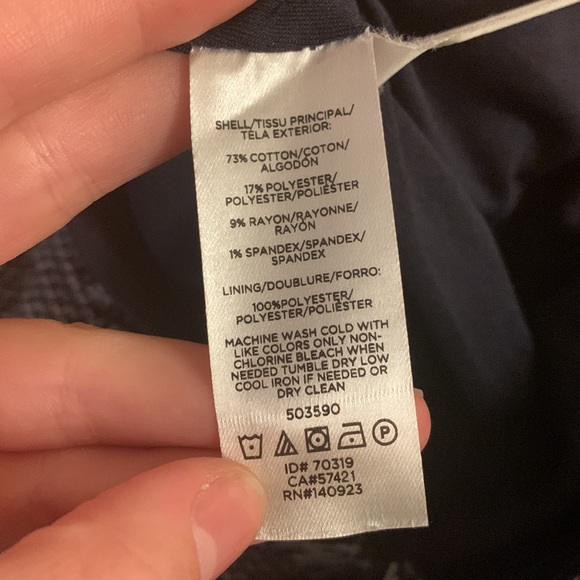 SHELL/TISSU PRINCIPAL/
TELA EXTERIOR:
73% COTTON/COTON/
ALGODÓN
17% POLYESTER/
POLYESTER/POLIÉSTER
9% RAYON/RAYONNE/
RAYÓN
1% SPANDEX/SPANDEX/
SPANDEX
LINING/DOUBLURE/FORRO:
100%POLYESTER/
POLYESTER/POLIÉSTER
MACHINE WASH COLD WITH
LIKE COLORS ONLY NON-
CHLORINE BLEACH WHEN
NEEDED TUMBLE DRY LOW
COOL IRON IF NEEDED OR
DRY CLEAN
503590
P
ID# 70319
CA#57421
RN#140923